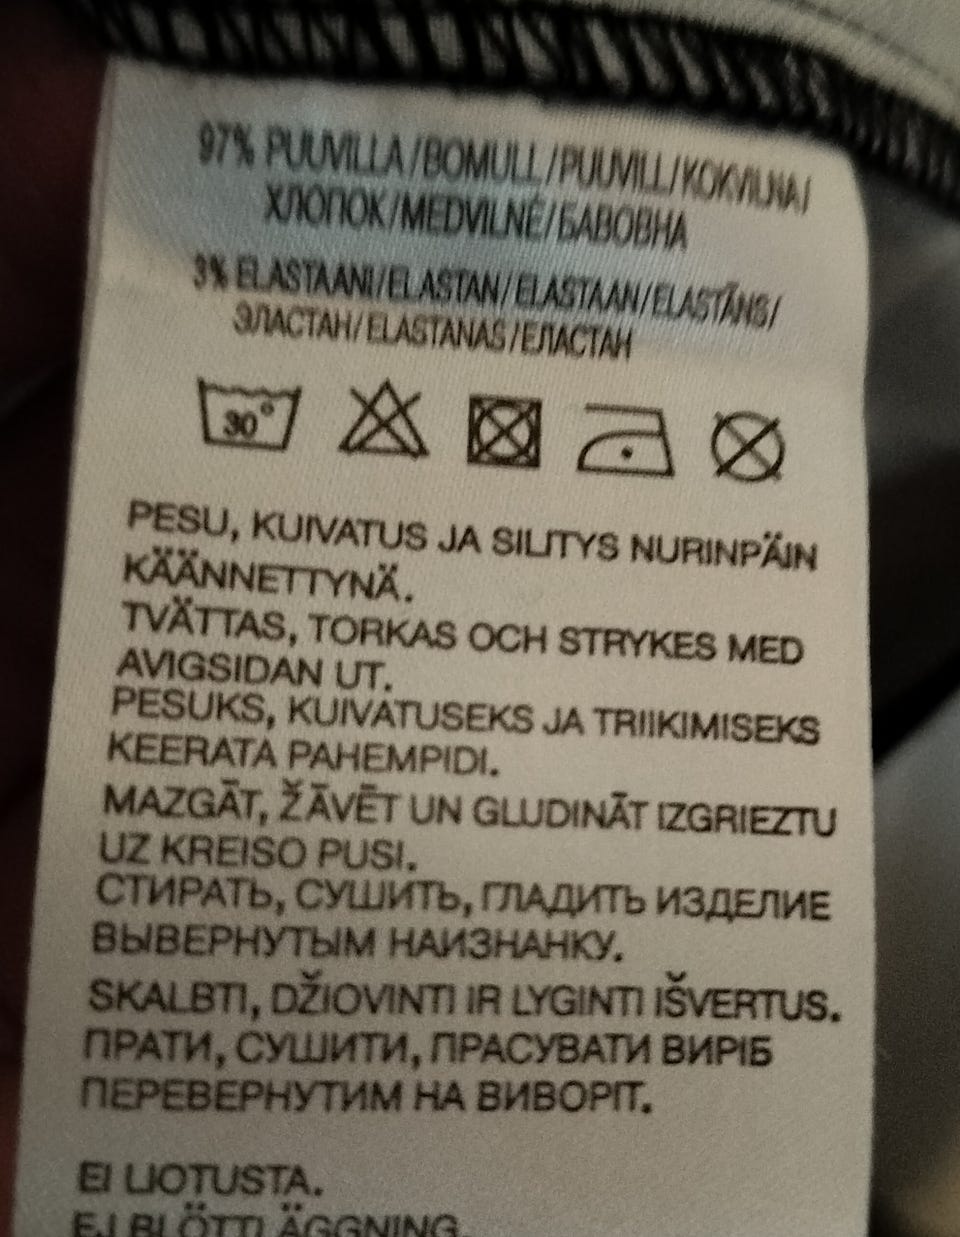 97% PUUVILLA/BOMULL/PUUVILL/KOKVILNA/
ХЛОПОК/MEDVILNĖ/БАВОВНА
3% ELASTAANI/ELASTAN/ELASTAAN/ELASTĀNS/
ЭЛАСТАН/ELASTANAS/ЕЛАСТАН
30°
PESU, KUIVATUS JA SILITYS NURINPÄIN
KÄÄNNETTYNÄ.
TVÄTTAS, TORKAS OCH STRYKES MED
AVIGSIDAN UT.
PESUKS, KUIVATUSEKS JA TRIIKIMISEKS
KEERATA PAHEMPIDI.
MAZGĀT, ŽĀVĒT UN GLUDINĀT IZGRIEZTU
UZ KREISO PUSI.
СТИРАТЬ, СУШИТЬ, ГЛАДИТЬ ИЗДЕЛИЕ
ВЫВЕРНУТЫМ НАИЗНАНКУ.
SKALBTI, DŽIOVINTI IR LYGINTI IŠVERTUS.
ПРАТИ, СУШИТИ, ПРАСУВАТИ ВИРІБ
ПЕРЕВЕРНУТИМ НА ВИВОРІТ.
EI LIOTUSTA.
EJ BLÖTLÄGGNING.